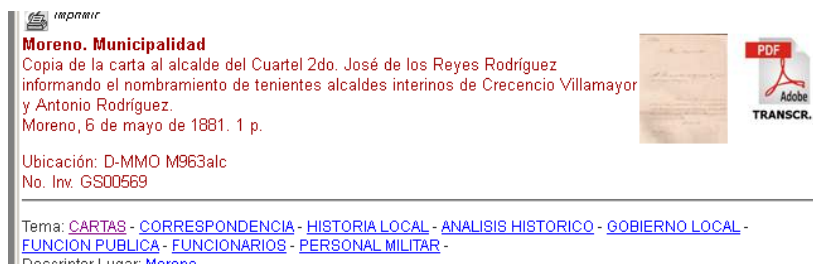 Imprimir
Moreno. Municipalidad
Copia de la carta al alcalde del Cuartel 2do. José de los Reyes Rodríguez
informando el nombramiento de tenientes alcaldes interinos de Crecencio Villamayor
y Antonio Rodríguez.
Moreno, 6 de mayo de 1881. 1 p.
PDF
Adobe
TRANSCR.
Ubicación: D-MMO M963alc
No. Inv. GS00569
Tema: CARTAS - CORRESPONDENCIA - HISTORIA LOCAL - ANALISIS HISTORICO - GOBIERNO LOCAL -
FUNCION PUBLICA - FUNCIONARIOS - PERSONAL MILITAR -
Descriptor Lugar: Moreno